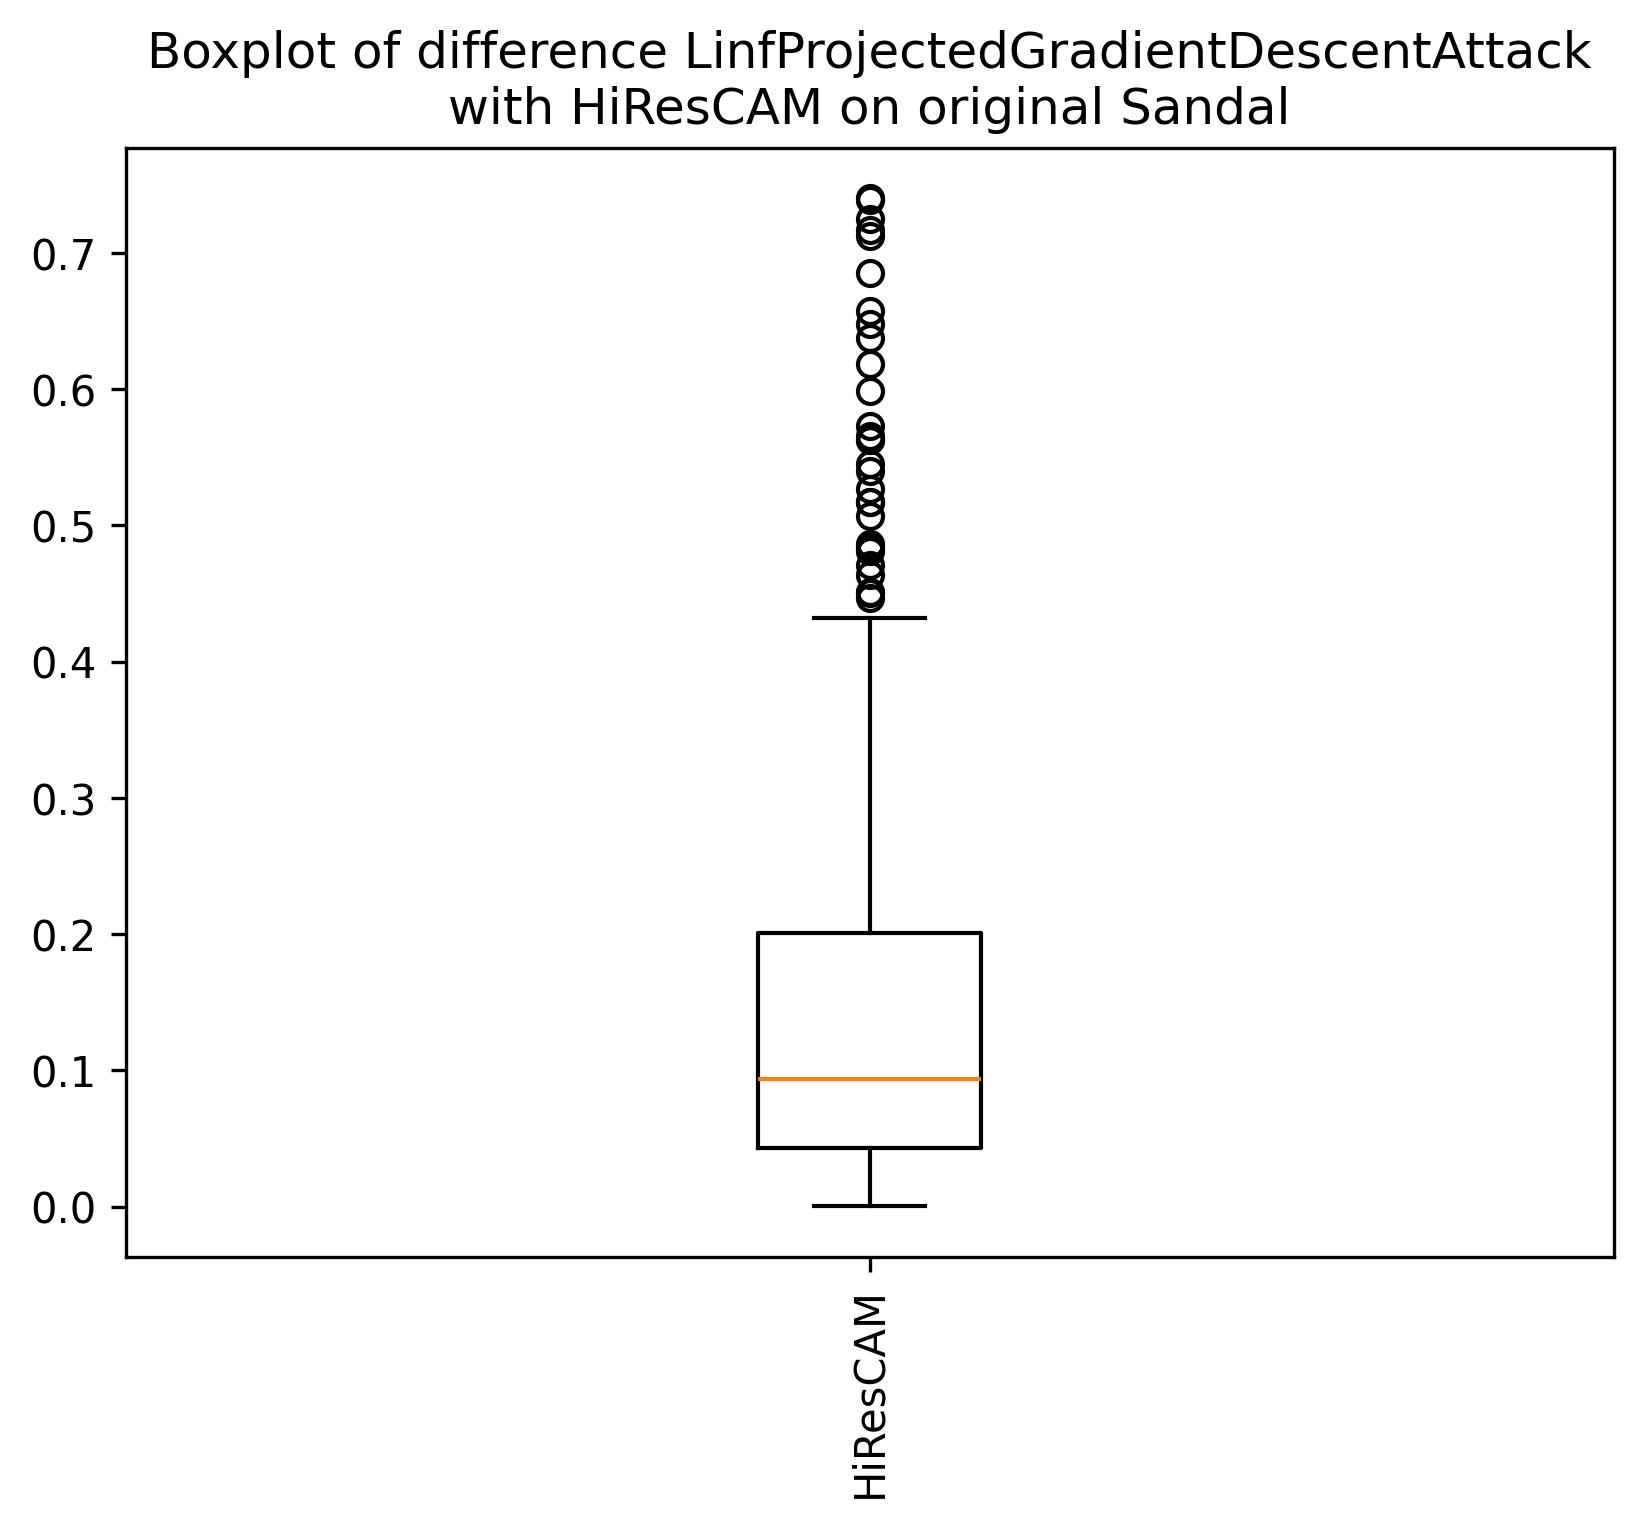 Boxplot of difference LinfProjectedGradientDescentAttack
with HiResCAM on original Sandal
0.7
0.6
0.5
0.4
0.3
0.2
0.1
0.0
HiResCAM